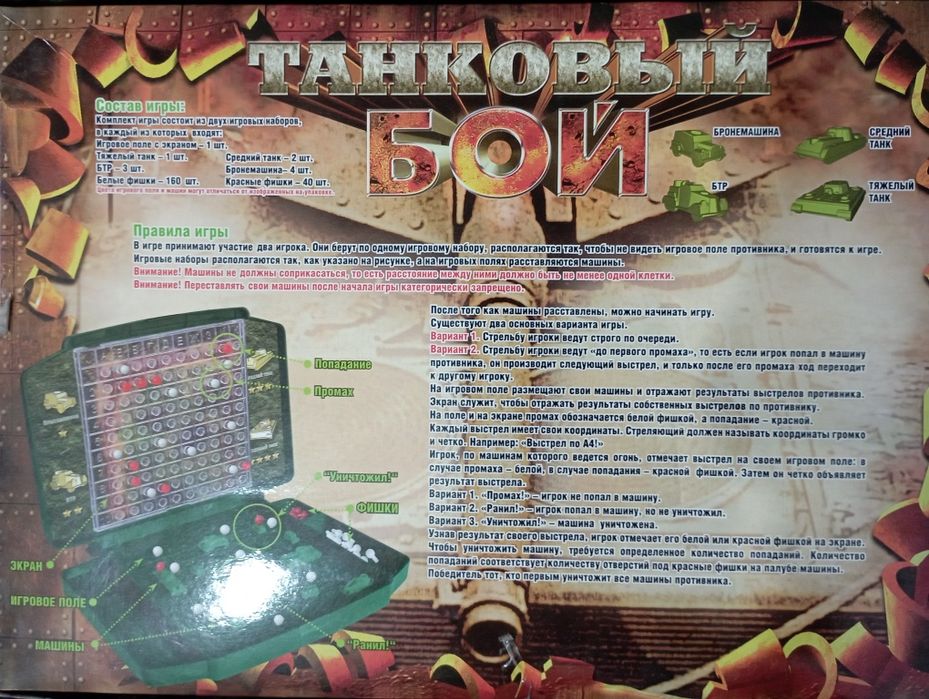 ТАНКОВЫЙ
БОЙ
Состав игры:
Комплект игры состоит из двух игровых наборов,
в каждый из которых входят:
Игровое поле с экраном – 1 шт.
Тяжелый танк – 1 шт. Средний танк – 2 шт.
БТР – 3 шт. Бронемашина – 4 шт.
Белые фишки – 160 шт. Красные фишки – 40 шт.
Цвета игрового поля и машин могут отличаться от изображенных на упаковке.
БРОНЕМАШИНА
СРЕДНИЙ
ТАНК
БТР
ТЯЖЕЛЫЙ
ТАНК
Правила игры
В игре принимают участие два игрока. Они берут по одному игровому набору, располагаются так, чтобы не видеть игровое поле противника, и готовятся к игре.
Игровые наборы располагаются так, как указано на рисунке, а на игровых полях расставляются машины.
Внимание! Машины не должны соприкасаться, то есть расстояние между ними должно быть не менее одной клетки.
Внимание! Переставлять свои машины после начала игры категорически запрещено.
После того как машины расставлены, можно начинать игру.
Существуют два основных варианта игры.
Вариант 1. Стрельбу игроки ведут строго по очереди.
Вариант 2. Стрельбу игроки ведут «до первого промаха», то есть если игрок попал в машину
противника, он производит следующий выстрел, и только после его промаха ход переходит
к другому игроку.
На игровом поле размещают свои машины и отражают результаты выстрелов противника.
Экран служит, чтобы отражать результаты собственных выстрелов по противнику.
На поле и на экране промах обозначается белой фишкой, а попадание – красной.
Каждый выстрел имеет свои координаты. Стреляющий должен называть координаты громко
и четко. Например: «Выстрел по А4!»
Игрок, по машинам которого ведется огонь, отмечает выстрел на своем игровом поле: в
случае промаха – белой, в случае попадания – красной фишкой. Затем он четко объявляет
результат выстрела.
Вариант 1. «Промах!» – игрок не попал в машину.
Вариант 2. «Ранил!» – игрок попал в машину, но не уничтожил.
Вариант 3. «Уничтожил!» – машина уничтожена.
Узнав результат своего выстрела, игрок отмечает его белой или красной фишкой на экране.
Чтобы уничтожить машину, требуется определенное количество попаданий. Количество
попаданий соответствует количеству отверстий под красные фишки на палубе машины.
Победитель тот, кто первым уничтожит все машины противника.
Попадание
Промах
"Уничтожил!"
ФИШКИ
ЭКРАН
ИГРОВОЕ ПОЛЕ
МАШИНЫ
"Ранил!"